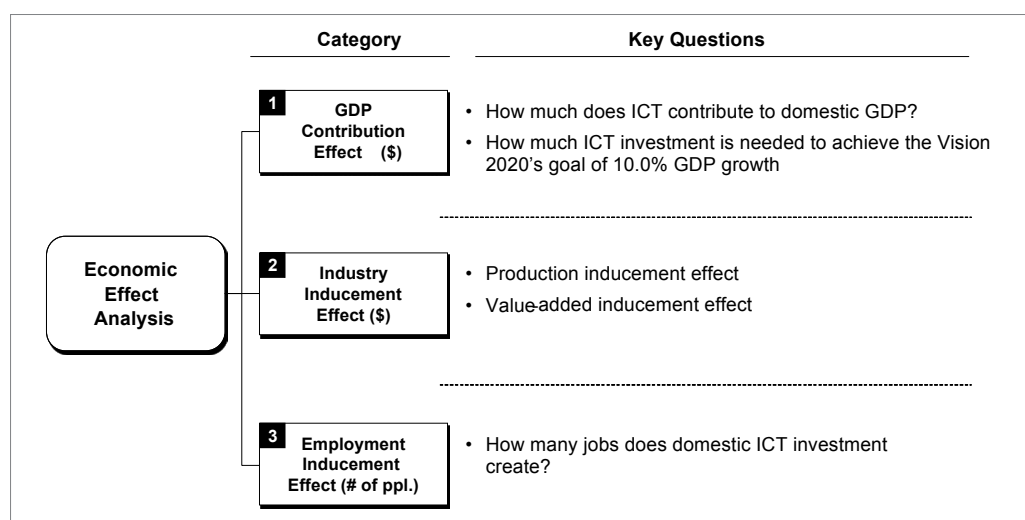 Category
Key Questions
1
GDP
Contribution
Effect ($)
• How much does ICT contribute to domestic GDP?
• How much ICT investment is needed to achieve the Vision
2020's goal of 10.0% GDP growth
Economic
Effect
Analysis
2
Industry
Inducement
Effect ($)
• Production inducement effect
• Value-added inducement effect
3
Employment
Inducement
Effect (# of ppl.)
• How many jobs does domestic ICT investment
create?